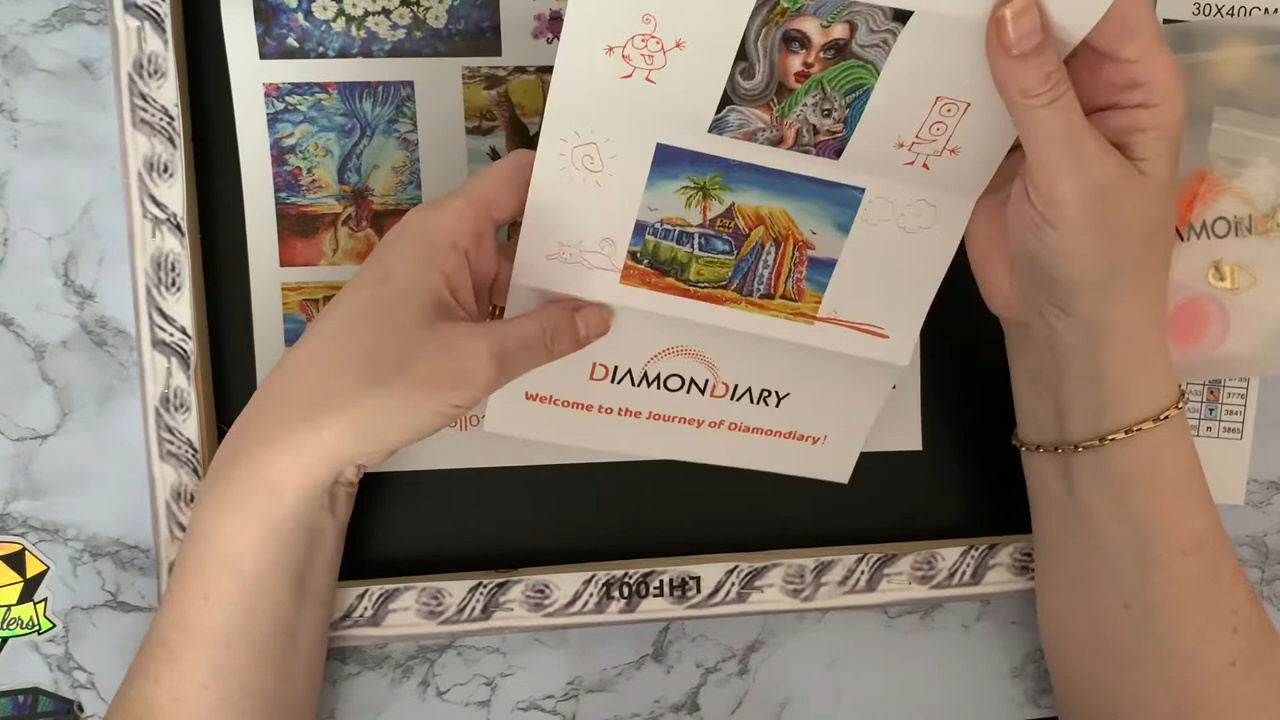 30X40CM
DIAMONDIARY
Welcome to the Journey of Diamondiary!
LHF001
3776
3841
3865